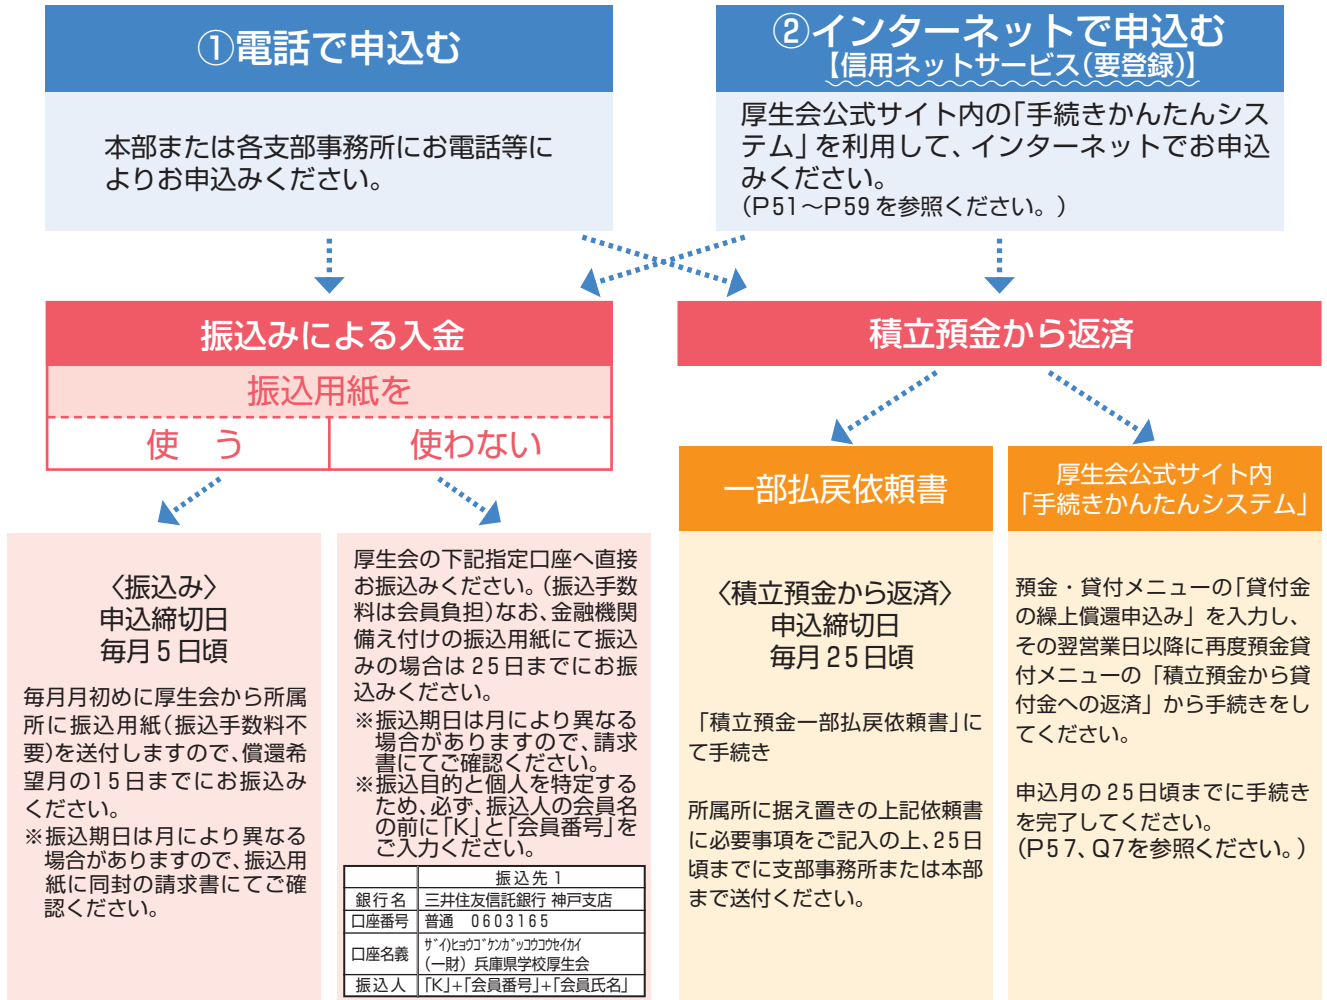 ①電話で申込む
本部または各支部事務所にお電話等に
よりお申込みください。
②インターネットで申込む
【信用ネットサービス(要登録)】
厚生会公式サイト内の「手続きかんたんシス
テム」を利用して、インターネットでお申込
みください。
(P51〜P59を参照ください。)
振込みによる入金
振込用紙を
使う
使わない
積立預金から返済
〈振込み〉
申込締切日
毎月5日頃
毎月月初めに厚生会から所属
所に振込用紙(振込手数料不
要)を送付しますので、償還希
望月の15日までにお振込み
ください。
※振込期日は月により異なる
場合がありますので、振込用
紙に同封の請求書にてご確
認ください。
厚生会の下記指定口座へ直接
お振込みください。(振込手数
料は会員負担)なお、金融機関
備え付けの振込用紙にて振込
みの場合は25日までにお振
込みください。
※振込期日は月により異なる
場合がありますので、請求
書にてご確認ください。
※振込目的と個人を特定する
ため、必ず、振込人の会員名
の前に「K」と「会員番号」を
ご入力ください。
振込先1
銀行名 三井住友信託銀行 神戸支店
口座番号 普通 0603165
口座名義 ザイ)ヒョウゴケンガッコウコウセイカイ
(一財)兵庫県学校厚生会
振込人 「K」+「会員番号」+「会員氏名」
一部払戻依頼書
〈積立預金から返済〉
申込締切日
毎月25日頃
「積立預金一部払戻依頼書」に
て手続き
所属所に据え置きの上記依頼書
に必要事項をご記入の上、25日
頃までに支部事務所または本部
まで送付ください。
厚生会公式サイト内
「手続きかんたんシステム」
預金・貸付メニューの「貸付金
の繰上償還申込み」を入力し、
その翌営業日以降に再度預金貸
付メニューの「積立預金から貸
付金への返済」から手続きをし
てください。
申込月の25日頃までに手続き
を完了してください。
(P57、Q7を参照ください。)